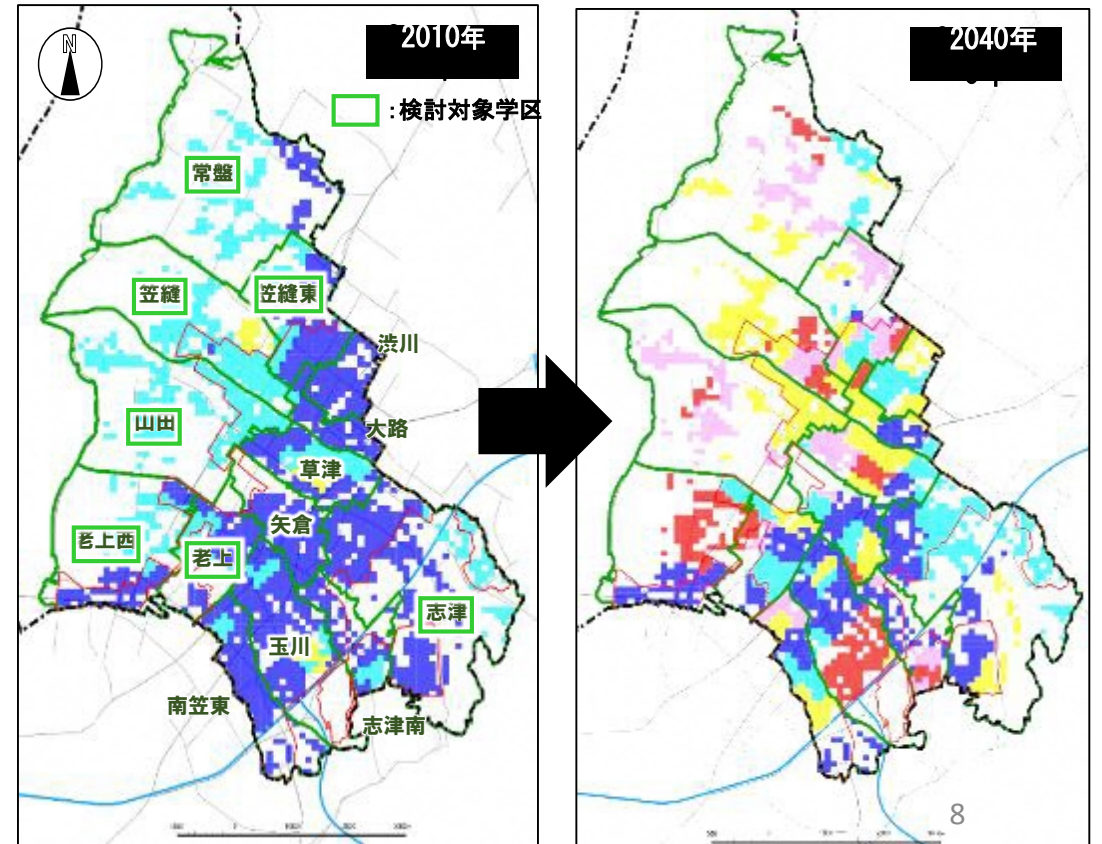 N
2010年
:検討対象学区
常盤
笠縫
笠縫東
渋川
山田
大路
草津
矢倉
老上西
老上
志津
玉川
南笠東
志津南
2040年
8